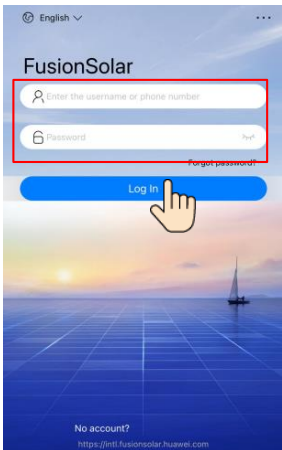 English
FusionSolar
Enter the username or phone number
Password
Forgot password?
Log In
No account?
https://intl.fusionsolar.huawei.com